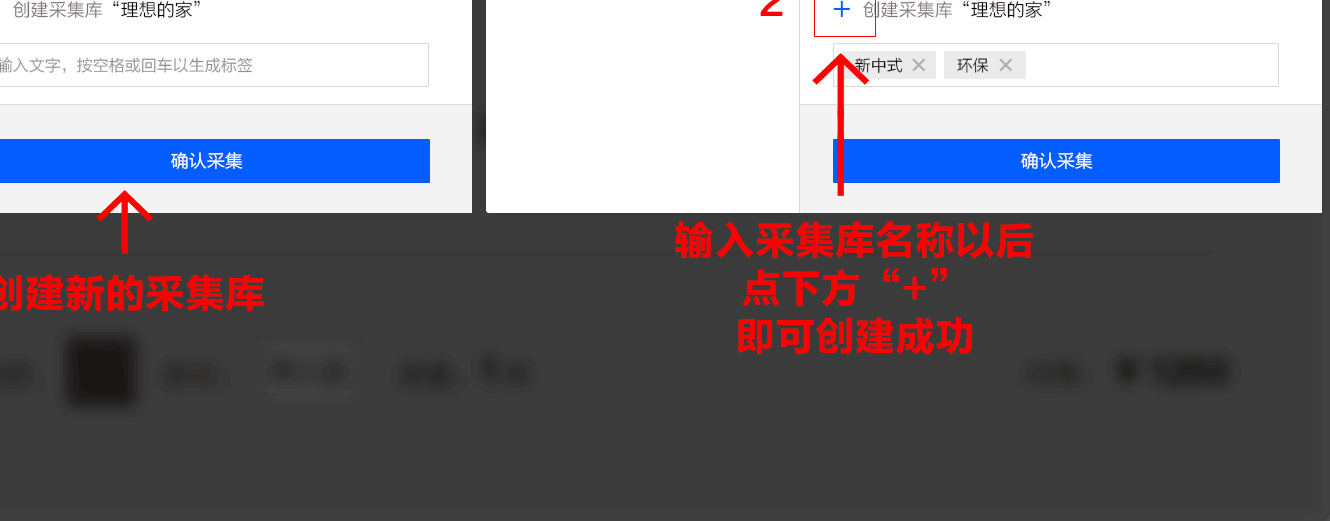 创建采集库“理想的家”
输入文字，按空格或回车以生成标签
确认采集
创建新的采集库
2
+ 创建采集库“理想的家”
新中式 × 环保 ×
确认采集
输入采集库名称以后
点下方“+”
即可创建成功